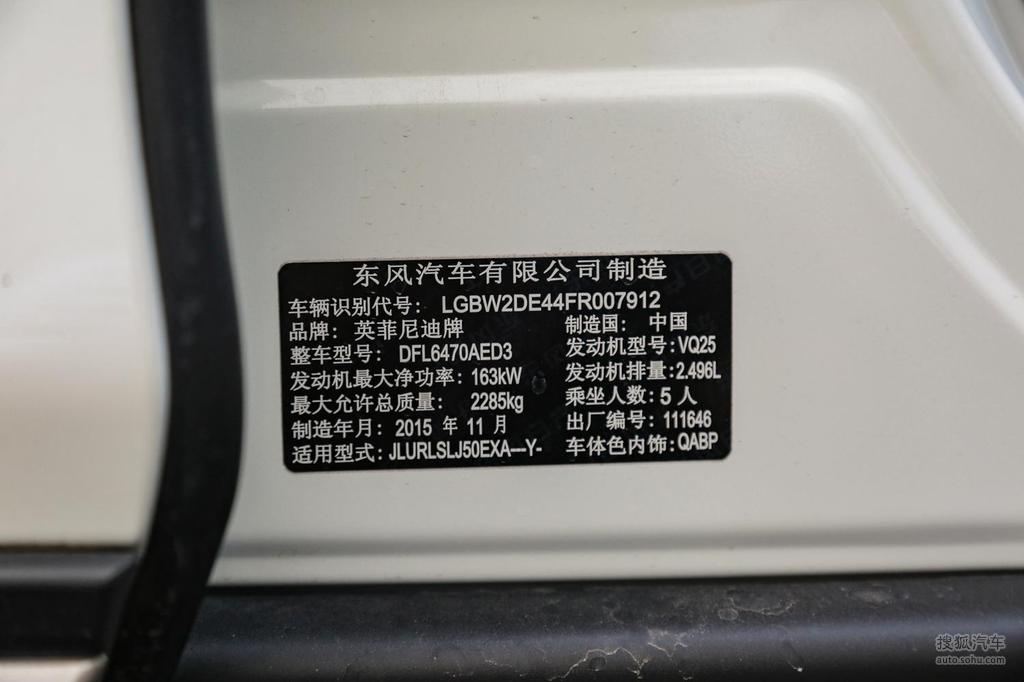 东风汽车有限公司制造
车辆识别代号: LGBW2DE44FR007912
品牌: 英菲尼迪牌 制造国: 中国
整车型号: DFL6470AED3 发动机型号: VQ25
发动机最大净功率: 163kW 发动机排量: 2.496L
最大允许总质量: 2285kg 乘坐人数: 5 人
制造年月: 2015 年 11 月 出厂编号: 111646
适用型式: JLURLSLJ50EXA---Y- 车体色内饰: QABP
搜狐汽车
auto.sohu.com